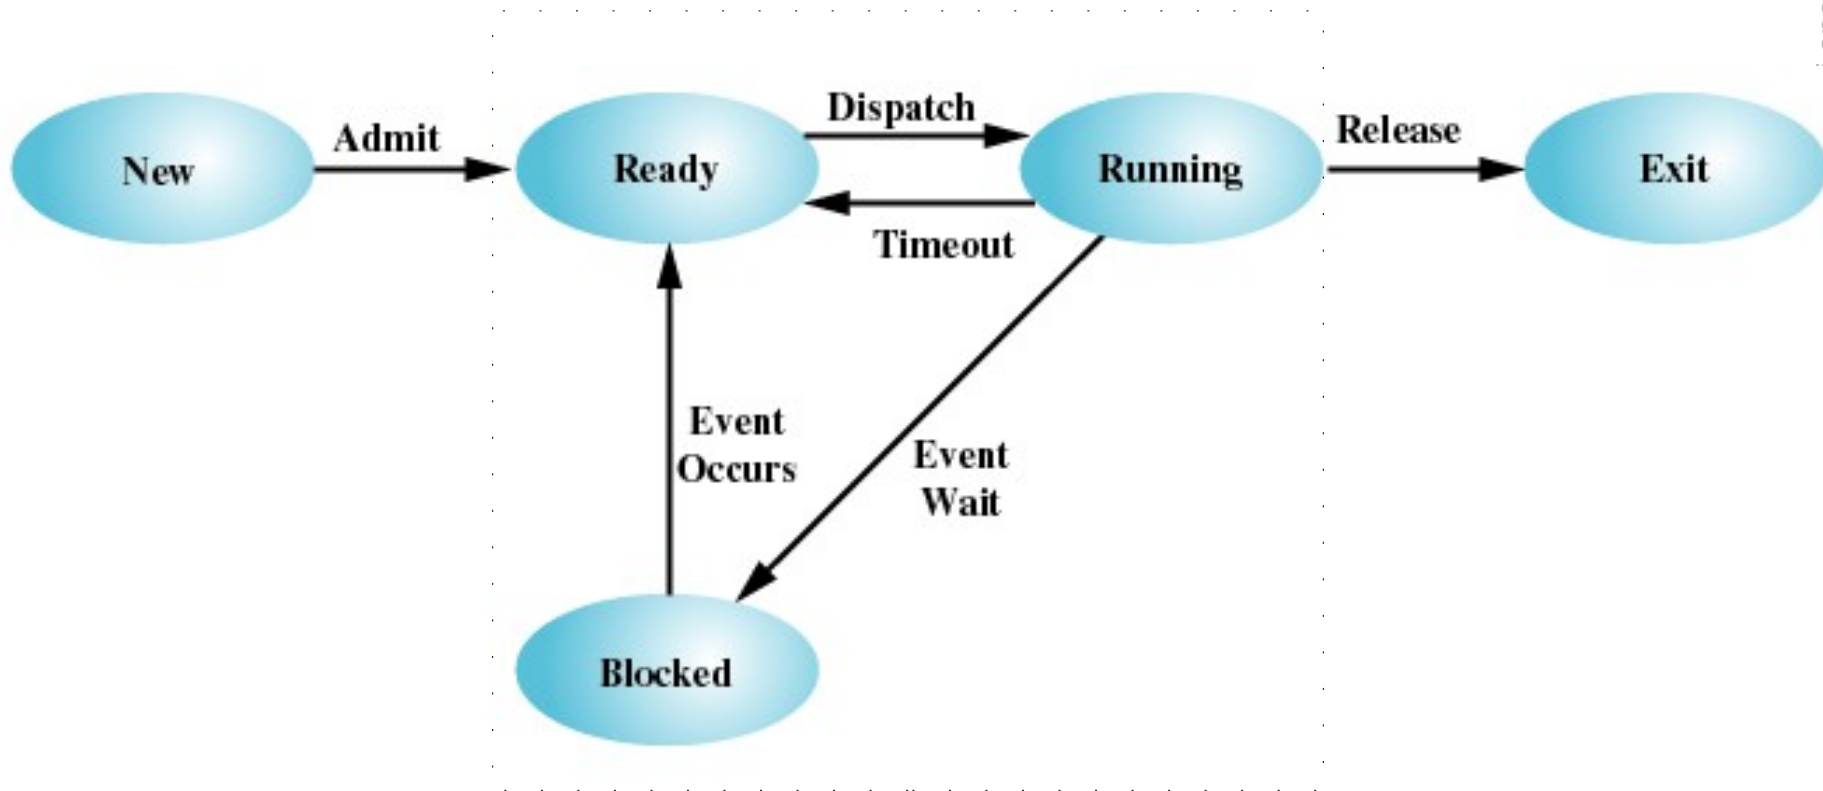 New
Admit
Ready
Dispatch
Timeout
Running
Release
Exit
Event
Occurs
Event
Wait
Blocked